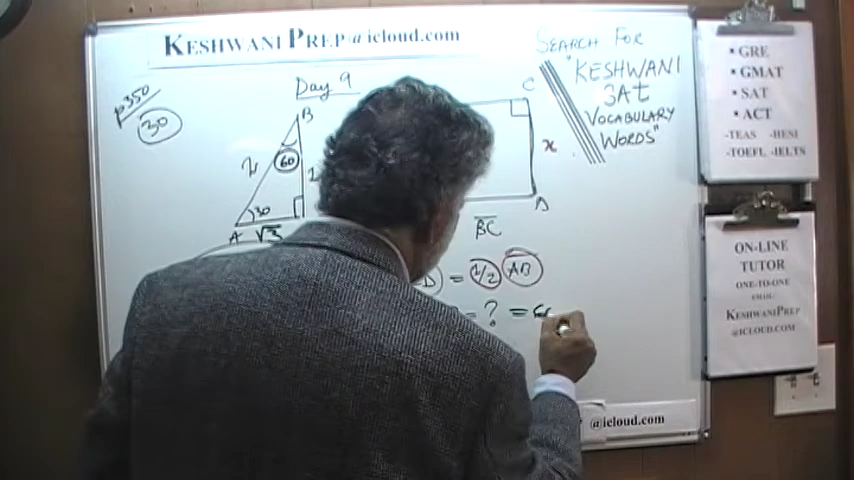 KESHWANI PREP @ icloud.com
p350
30
Day 9
B
60
2
1
30
A √3
C
x
D
BC
D = 1/2 AB
= ? =
SEARCH FOR
"KESHWANI
SAT
VOCABULARY
WORDS"
• GRE
• GMAT
• SAT
• ACT
-TEAS -HESI
-TOEFL -IELTS
ON-LINE
TUTOR
ONE-TO-ONE
EMAIL:
KESHWANIPREP
@ICLOUD.COM
@icloud.com